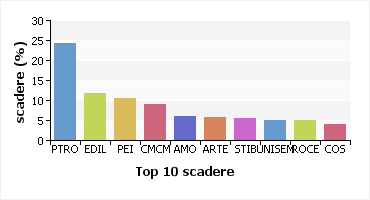 scadere (%)
30
25
20
15
10
5
0
PTRO EDIL PEI CMCM AMO ARTE STIB UNISEM ROCE COS
Top 10 scadere